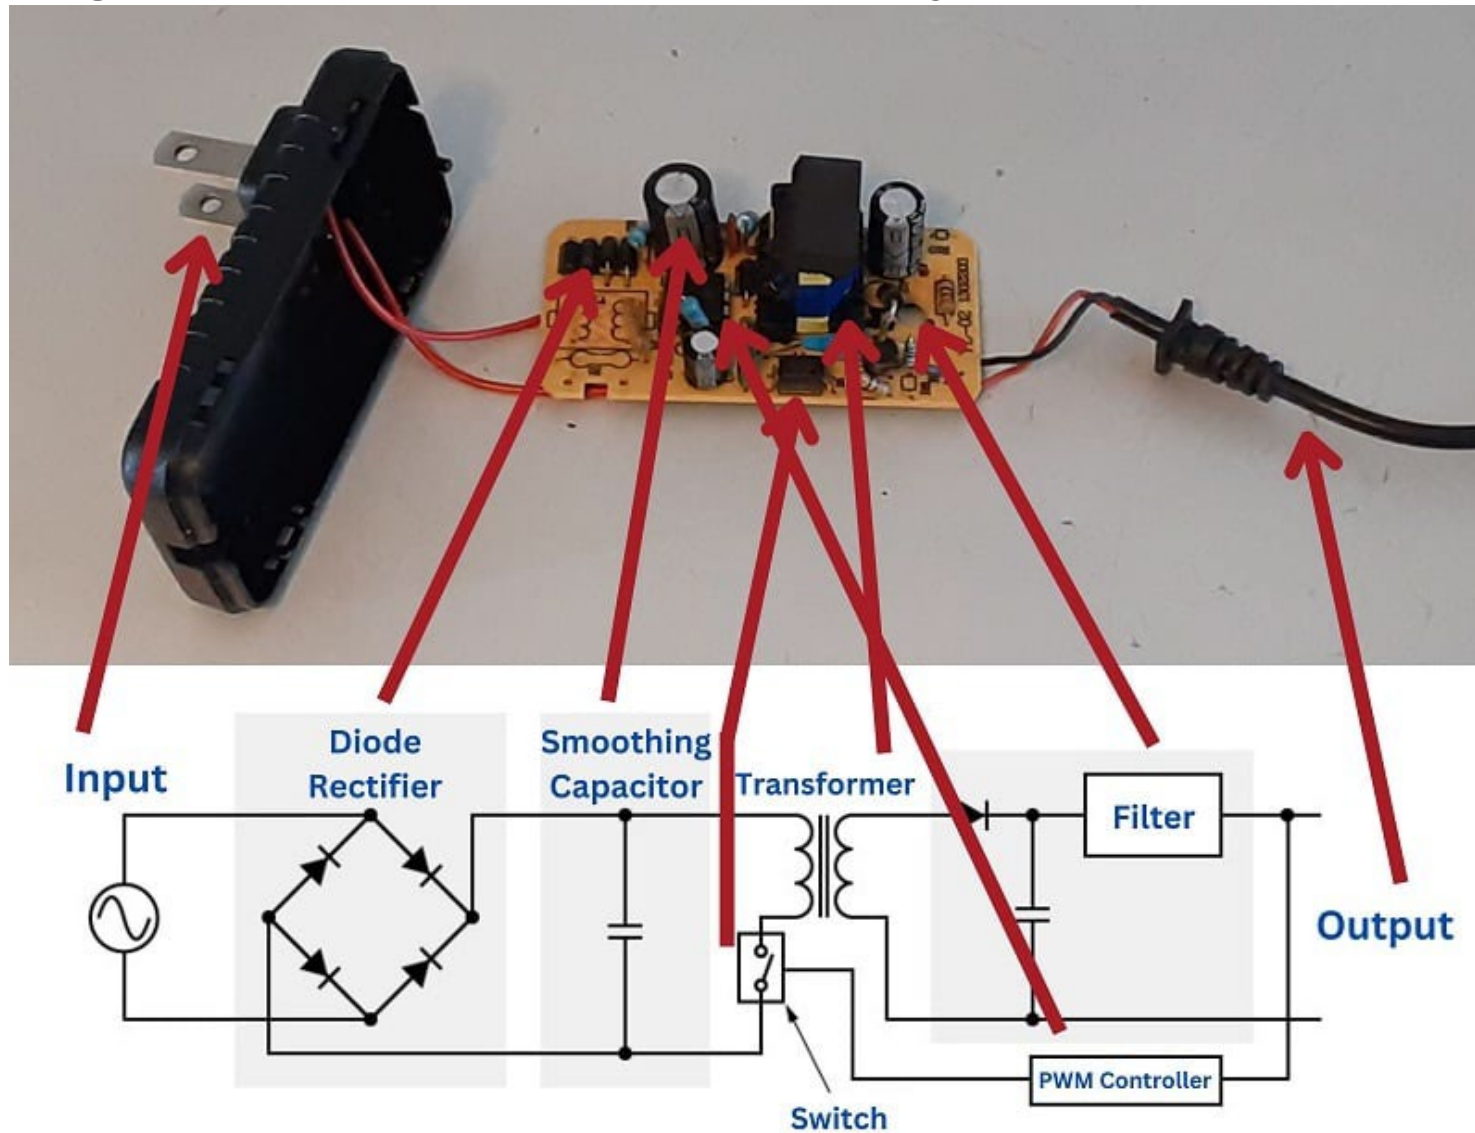 Diode
Rectifier
Smoothing
Capacitor
Input
Transformer
Filter
Output
PWM Controller
Switch